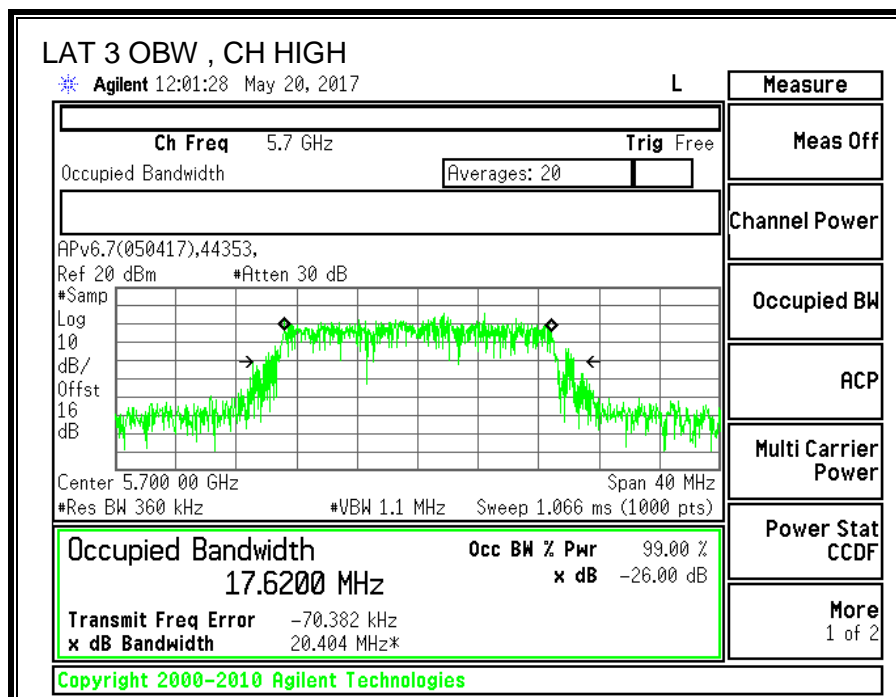 LAT 3 OBW , CH HIGH
Agilent 12:01:28 May 20, 2017 L
Ch Freq 5.7 GHz Trig Free
Occupied Bandwidth Averages: 20
APv6.7(050417),44353,
Ref 20 dBm #Atten 30 dB
#Samp
Log
10
dB/
Offst
16
dB
Center 5.700 00 GHz Span 40 MHz
#Res BW 360 kHz #VBW 1.1 MHz Sweep 1.066 ms (1000 pts)
Occupied Bandwidth Occ BW % Pwr 99.00 %
17.6200 MHz x dB -26.00 dB
Transmit Freq Error -70.382 kHz
x dB Bandwidth 20.404 MHz*
Copyright 2000-2010 Agilent Technologies
Measure
Meas Off
Channel Power
Occupied BW
ACP
Multi Carrier
Power
Power Stat
CCDF
More
1 of 2